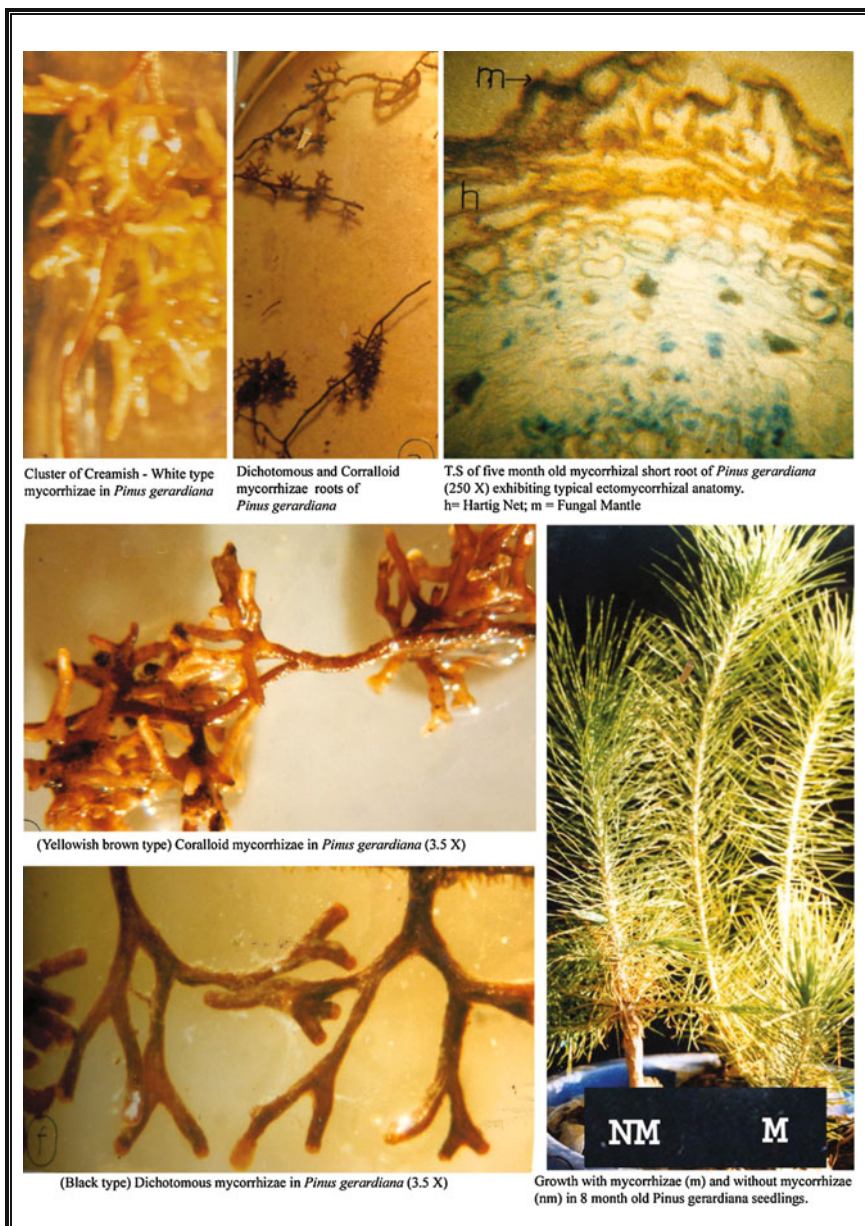 m→
h
Cluster of Creamish - White type
mycorrhizae in Pinus gerardiana
Dichotomous and Corralloid
mycorrhizae roots of
Pinus gerardiana
T.S of five month old mycorrhizal short root of Pinus gerardiana
(250 X) exhibiting typical ectomycorrhizal anatomy.
h= Hartig Net; m = Fungal Mantle
(Yellowish brown type) Coralloid mycorrhizae in Pinus gerardiana (3.5 X)
f
(Black type) Dichotomous mycorrhizae in Pinus gerardiana (3.5 X)
NM M
Growth with mycorrhizae (m) and without mycorrhizae
(nm) in 8 month old Pinus gerardiana seedlings.